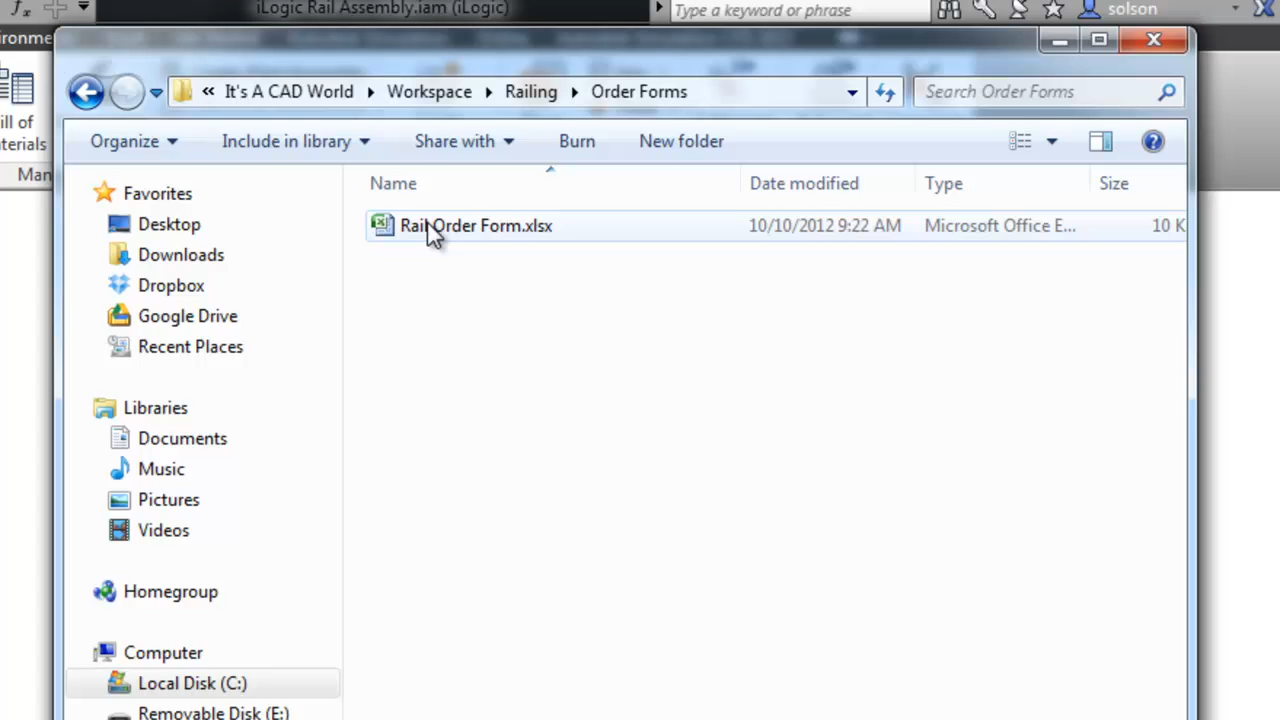 iLogic Rail Assembly.iam (iLogic)
Type a keyword or phrase
solson
« It's A CAD World Workspace Railing Order Forms
Search Order Forms
Organize Include in library Share with Burn New folder
Name Date modified Type Size
Rail Order Form.xlsx 10/10/2012 9:22 AM Microsoft Office E... 10 K
Favorites
Desktop
Downloads
Dropbox
Google Drive
Recent Places
Libraries
Documents
Music
Pictures
Videos
Homegroup
Computer
Local Disk (C:)
Removable Disk (E:)
ironme
ill of
aterials
Man